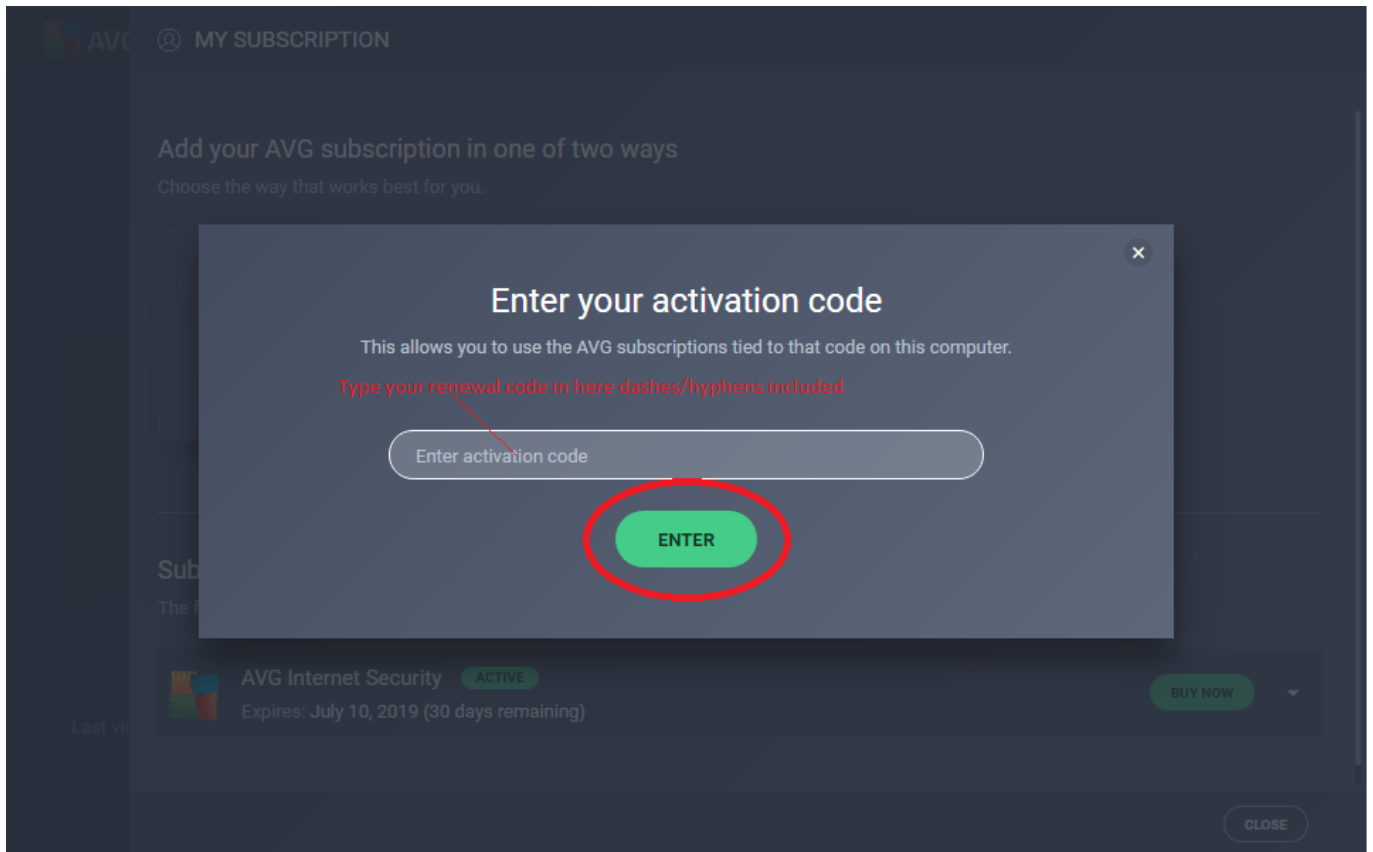 AVG
MY SUBSCRIPTION
Add your AVG subscription in one of two ways
Choose the way that works best for you.
Enter your activation code
This allows you to use the AVG subscriptions tied to that code on this computer.
Type your renewal code in here dashes/hyphens included
Enter activation code
ENTER
AVG Internet Security ACTIVE
BUY NOW
Expires: July 10, 2019 (30 days remaining)
Last
CLOSE